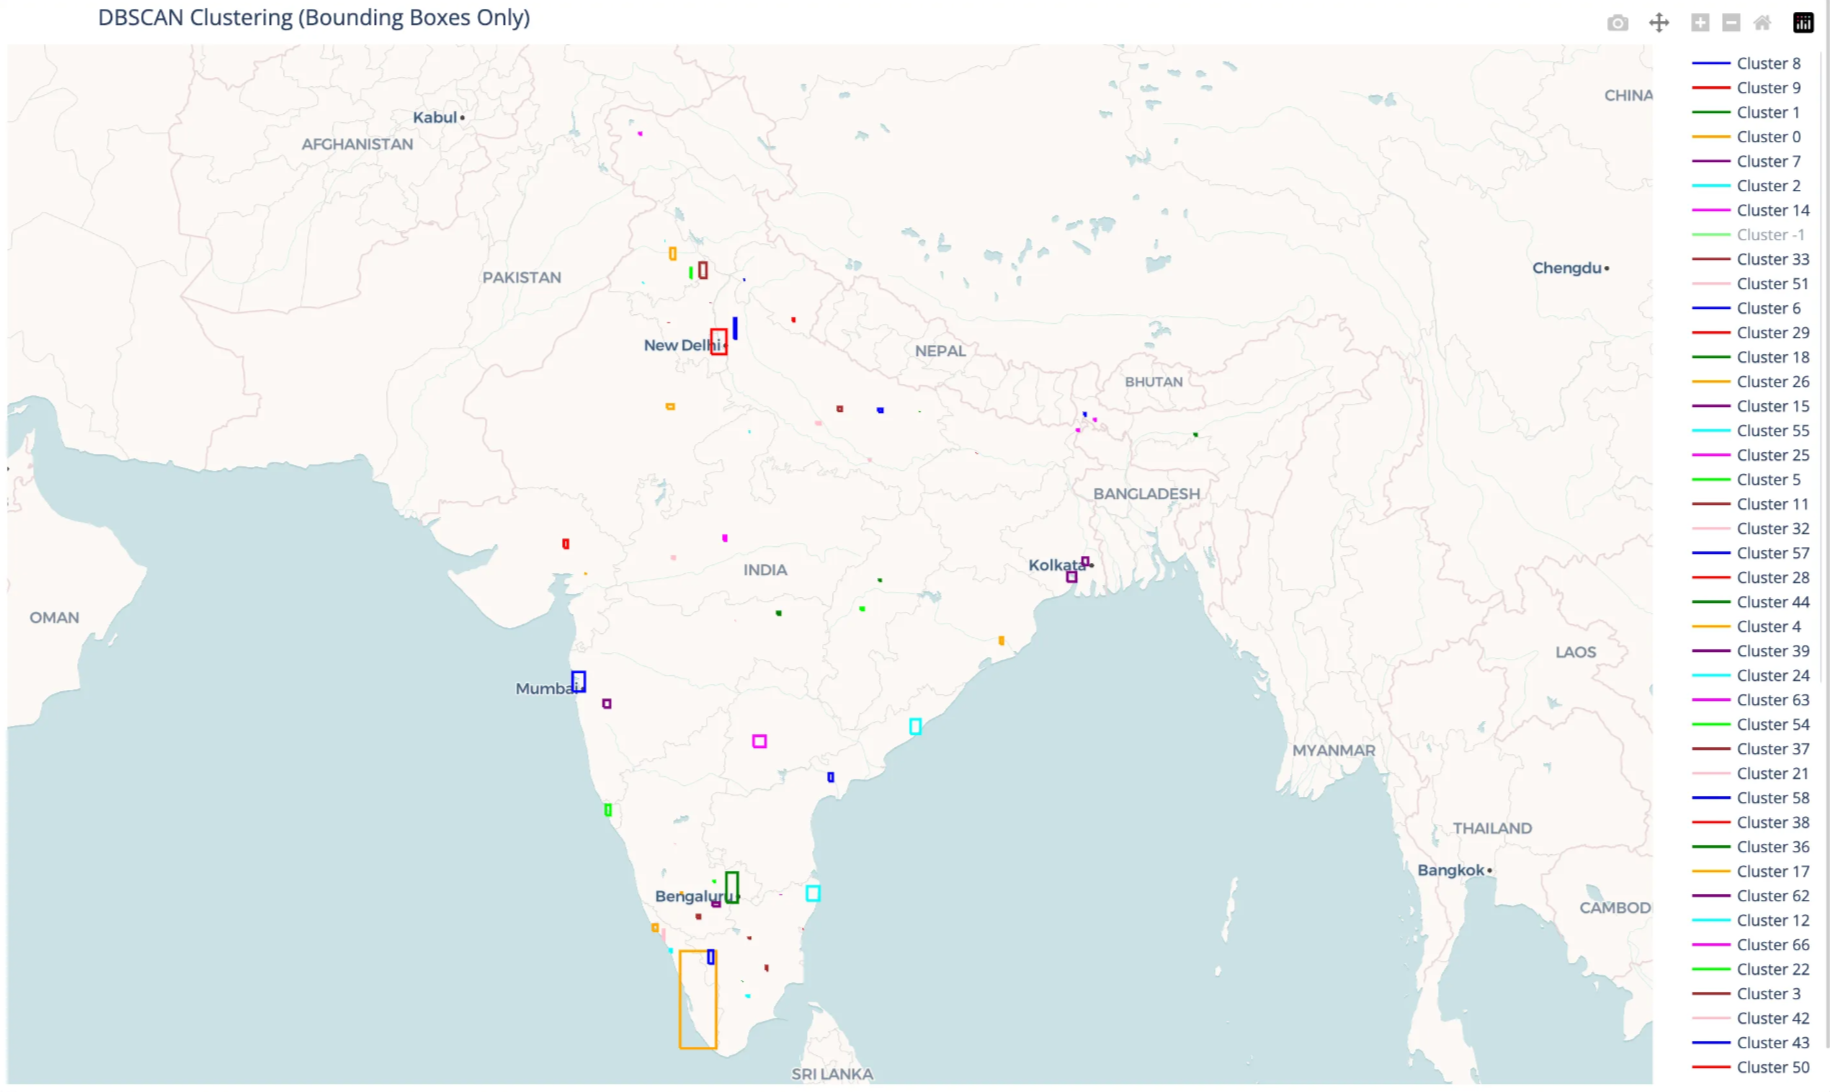 DBSCAN Clustering (Bounding Boxes Only)
Kabul
AFGHANISTAN
CHINA
PAKISTAN
Chengdu
New Delhi
NEPAL
BHUTAN
BANGLADESH
Kolkata
INDIA
OMAN
LAOS
Mumbai
MYANMAR
THAILAND
Bangkok
Bengaluru
CAMBOD
SRI LANKA
Cluster 8
Cluster 9
Cluster 1
Cluster 0
Cluster 7
Cluster 2
Cluster 14
Cluster -1
Cluster 33
Cluster 51
Cluster 6
Cluster 29
Cluster 18
Cluster 26
Cluster 15
Cluster 55
Cluster 25
Cluster 5
Cluster 11
Cluster 32
Cluster 57
Cluster 28
Cluster 44
Cluster 4
Cluster 39
Cluster 24
Cluster 63
Cluster 54
Cluster 37
Cluster 21
Cluster 58
Cluster 38
Cluster 36
Cluster 17
Cluster 62
Cluster 12
Cluster 66
Cluster 22
Cluster 3
Cluster 42
Cluster 43
Cluster 50